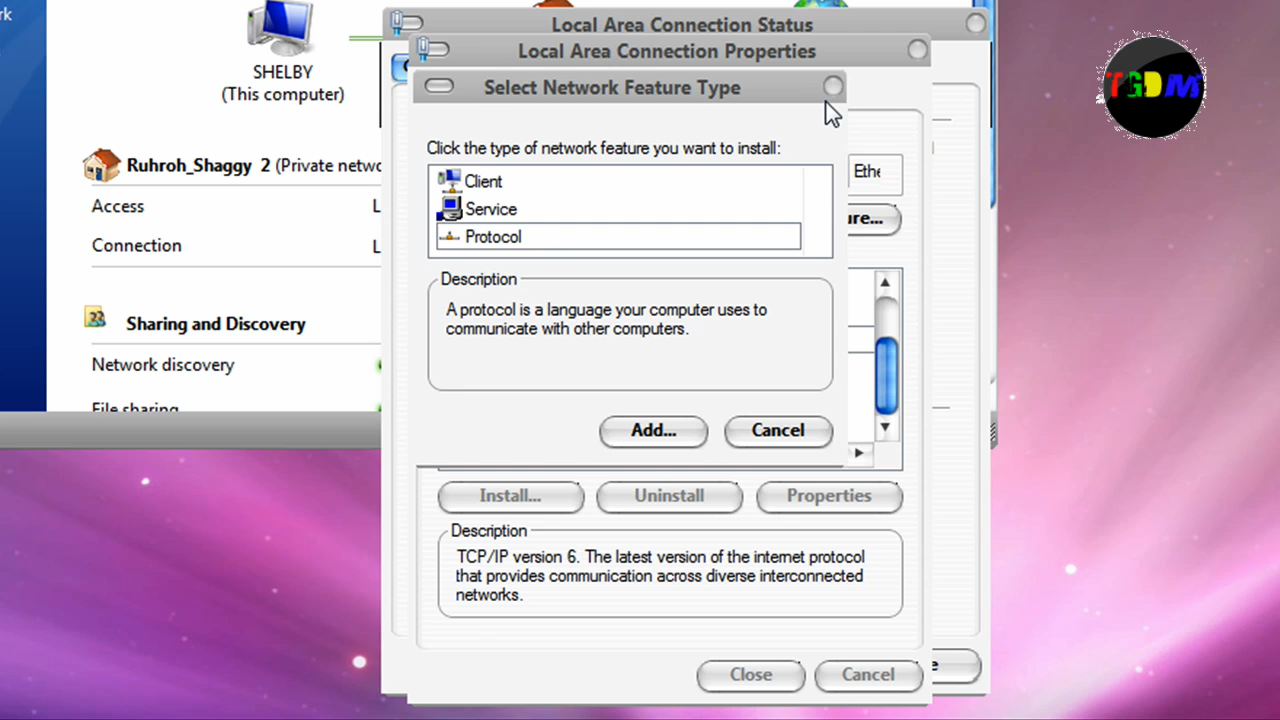 rk
SHELBY
(This computer)
Ruhroh_Shaggy 2 (Private netwo
Access
L
Connection
L
Sharing and Discovery
Network discovery
File sharing
Local Area Connection Status
Local Area Connection Properties
Select Network Feature Type
Click the type of network feature you want to install:
Client
Service
Protocol
Description
A protocol is a language your computer uses to
communicate with other computers.
Add...
Cancel
Ethe
ure...
Install...
Uninstall
Properties
Description
TCP/IP version 6. The latest version of the internet protocol
that provides communication across diverse interconnected
networks.
Close
Cancel
e
TGDM